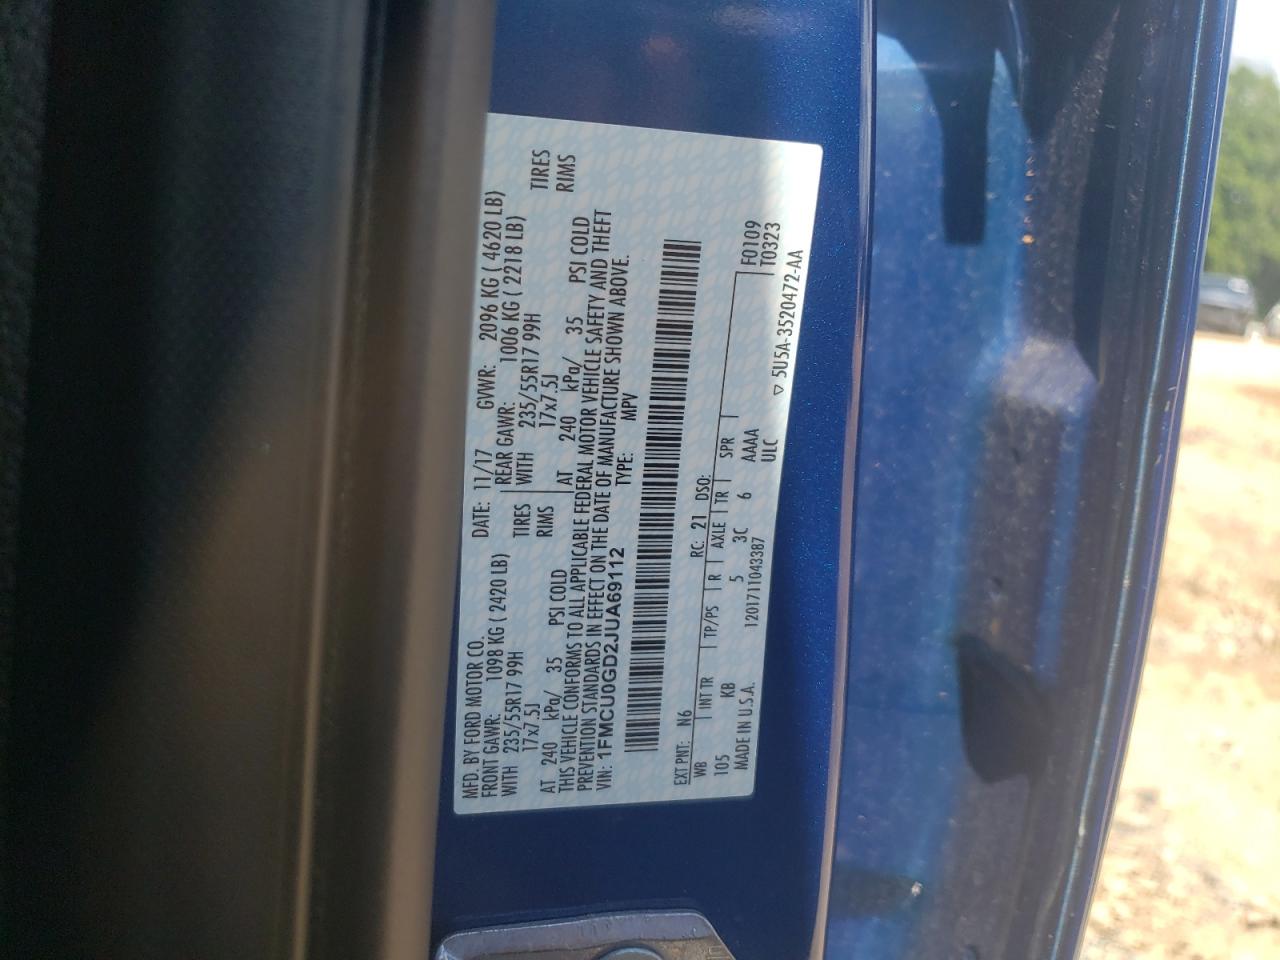 MFD. BY FORD MOTOR CO. DATE: 11/17 GVWR: 2096 KG ( 4620 LB)
FRONT GAWR: 1098 KG ( 2420 LB) REAR GAWR: 1006 KG ( 2218 LB)
WITH 235/55R17 99H TIRES WITH 235/55R17 99H TIRES
17x7.5J RIMS 17x7.5J RIMS
AT 240 kPa/ 35 PSI COLD AT 240 kPa/ 35 PSI COLD
THIS VEHICLE CONFORMS TO ALL APPLICABLE FEDERAL MOTOR VEHICLE SAFETY AND THEFT
PREVENTION STANDARDS IN EFFECT ON THE DATE OF MANUFACTURE SHOWN ABOVE.
VIN: 1FMCU0GD2JUA69112 TYPE: MPV
EXT PNT: N6 RC: 21 DSO: F0109
WB INT TR TP/PS R AXLE TR SPR T0323
105 KB 5 3C 6 AAAA
MADE IN U.S.A. 1201711043387 ULC
▽ 5U5A-3520472-AA